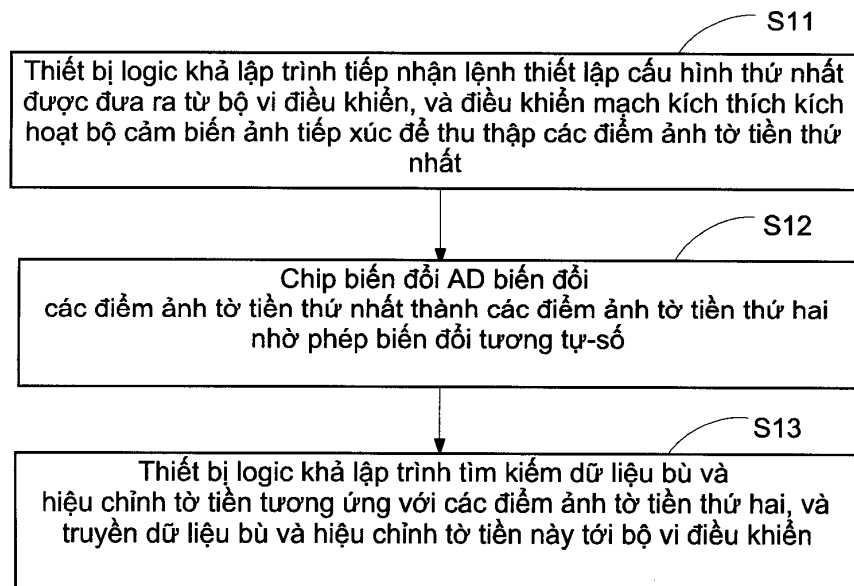 S11
Thiết bị logic khả lập trình tiếp nhận lệnh thiết lập cấu hình thứ nhất
được đưa ra từ bộ vi điều khiển, và điều khiển mạch kích thích kích
hoạt bộ cảm biến ảnh tiếp xúc để thu thập các điểm ảnh tờ tiền thứ
nhất
S12
Chip biến đổi AD biến đổi
các điểm ảnh tờ tiền thứ nhất thành các điểm ảnh tờ tiền thứ hai
nhờ phép biến đổi tương tự-số
S13
Thiết bị logic khả lập trình tìm kiếm dữ liệu bù và
hiệu chỉnh tờ tiền tương ứng với các điểm ảnh tờ tiền thứ hai, và
truyền dữ liệu bù và hiệu chỉnh tờ tiền này tới bộ vi điều khiển